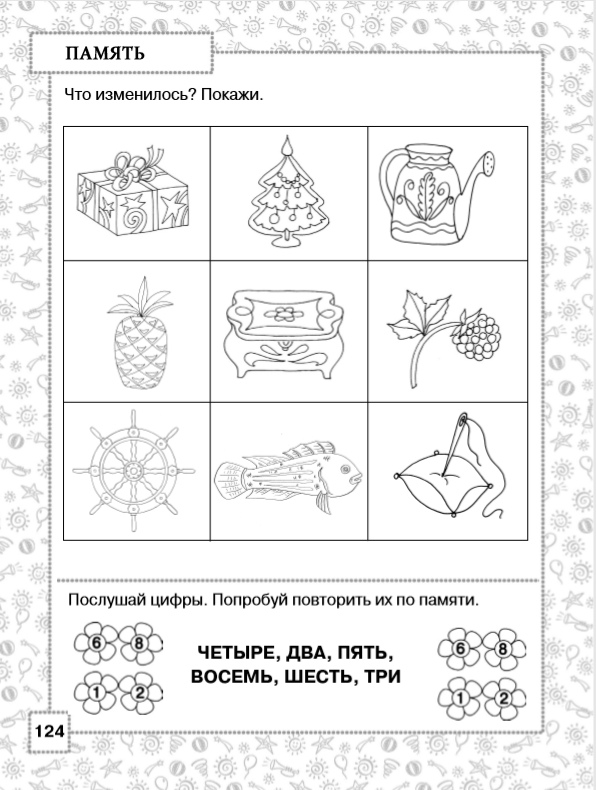 ПАМЯТЬ
Что изменилось? Покажи.
Послушай цифры. Попробуй повторить их по памяти.
6 8
1 2
ЧЕТЫРЕ, ДВА, ПЯТЬ,
ВОСЕМЬ, ШЕСТЬ, ТРИ
6 8
1 2
124